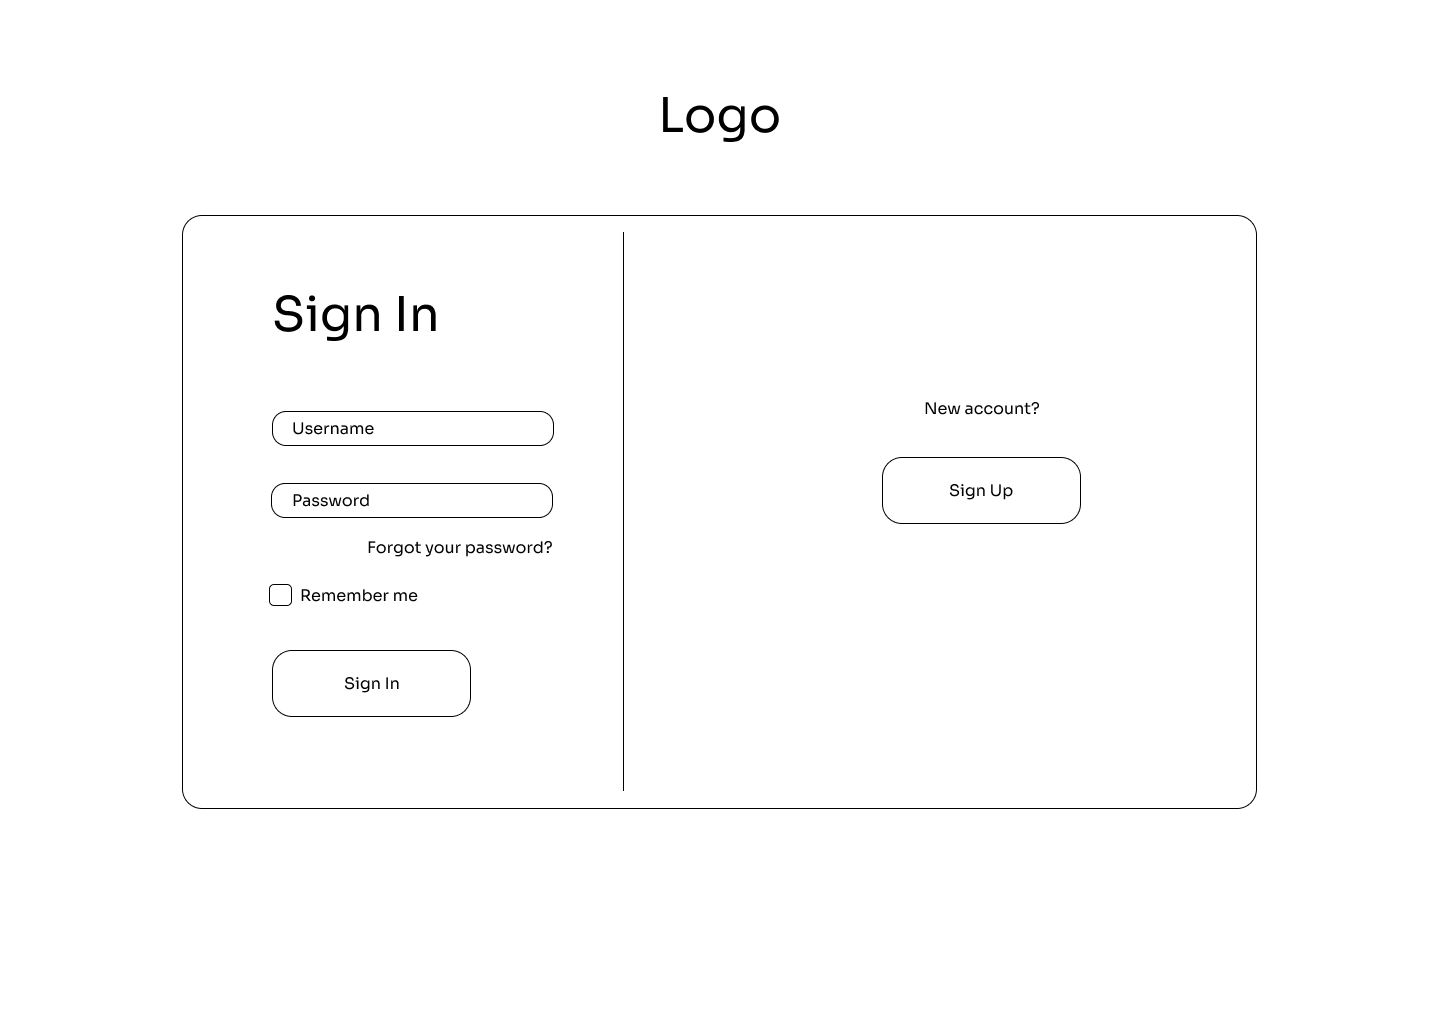 Logo
Sign In
Username
Password
Forgot your password?
Remember me
Sign In
New account?
Sign Up